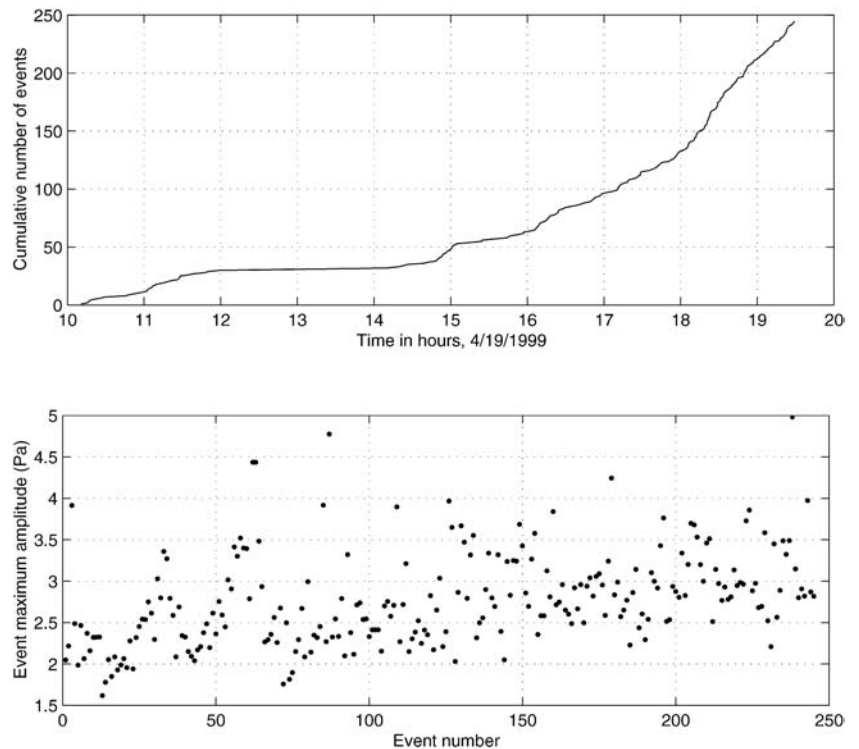 250
200
150
100
50
0
Cumulative number of events
10 11 12 13 14 15 16 17 18 19 20
Time in hours, 4/19/1999
5
4.5
4
3.5
3
2.5
2
1.5
Event maximum amplitude (Pa)
0 50 100 150 200 250
Event number